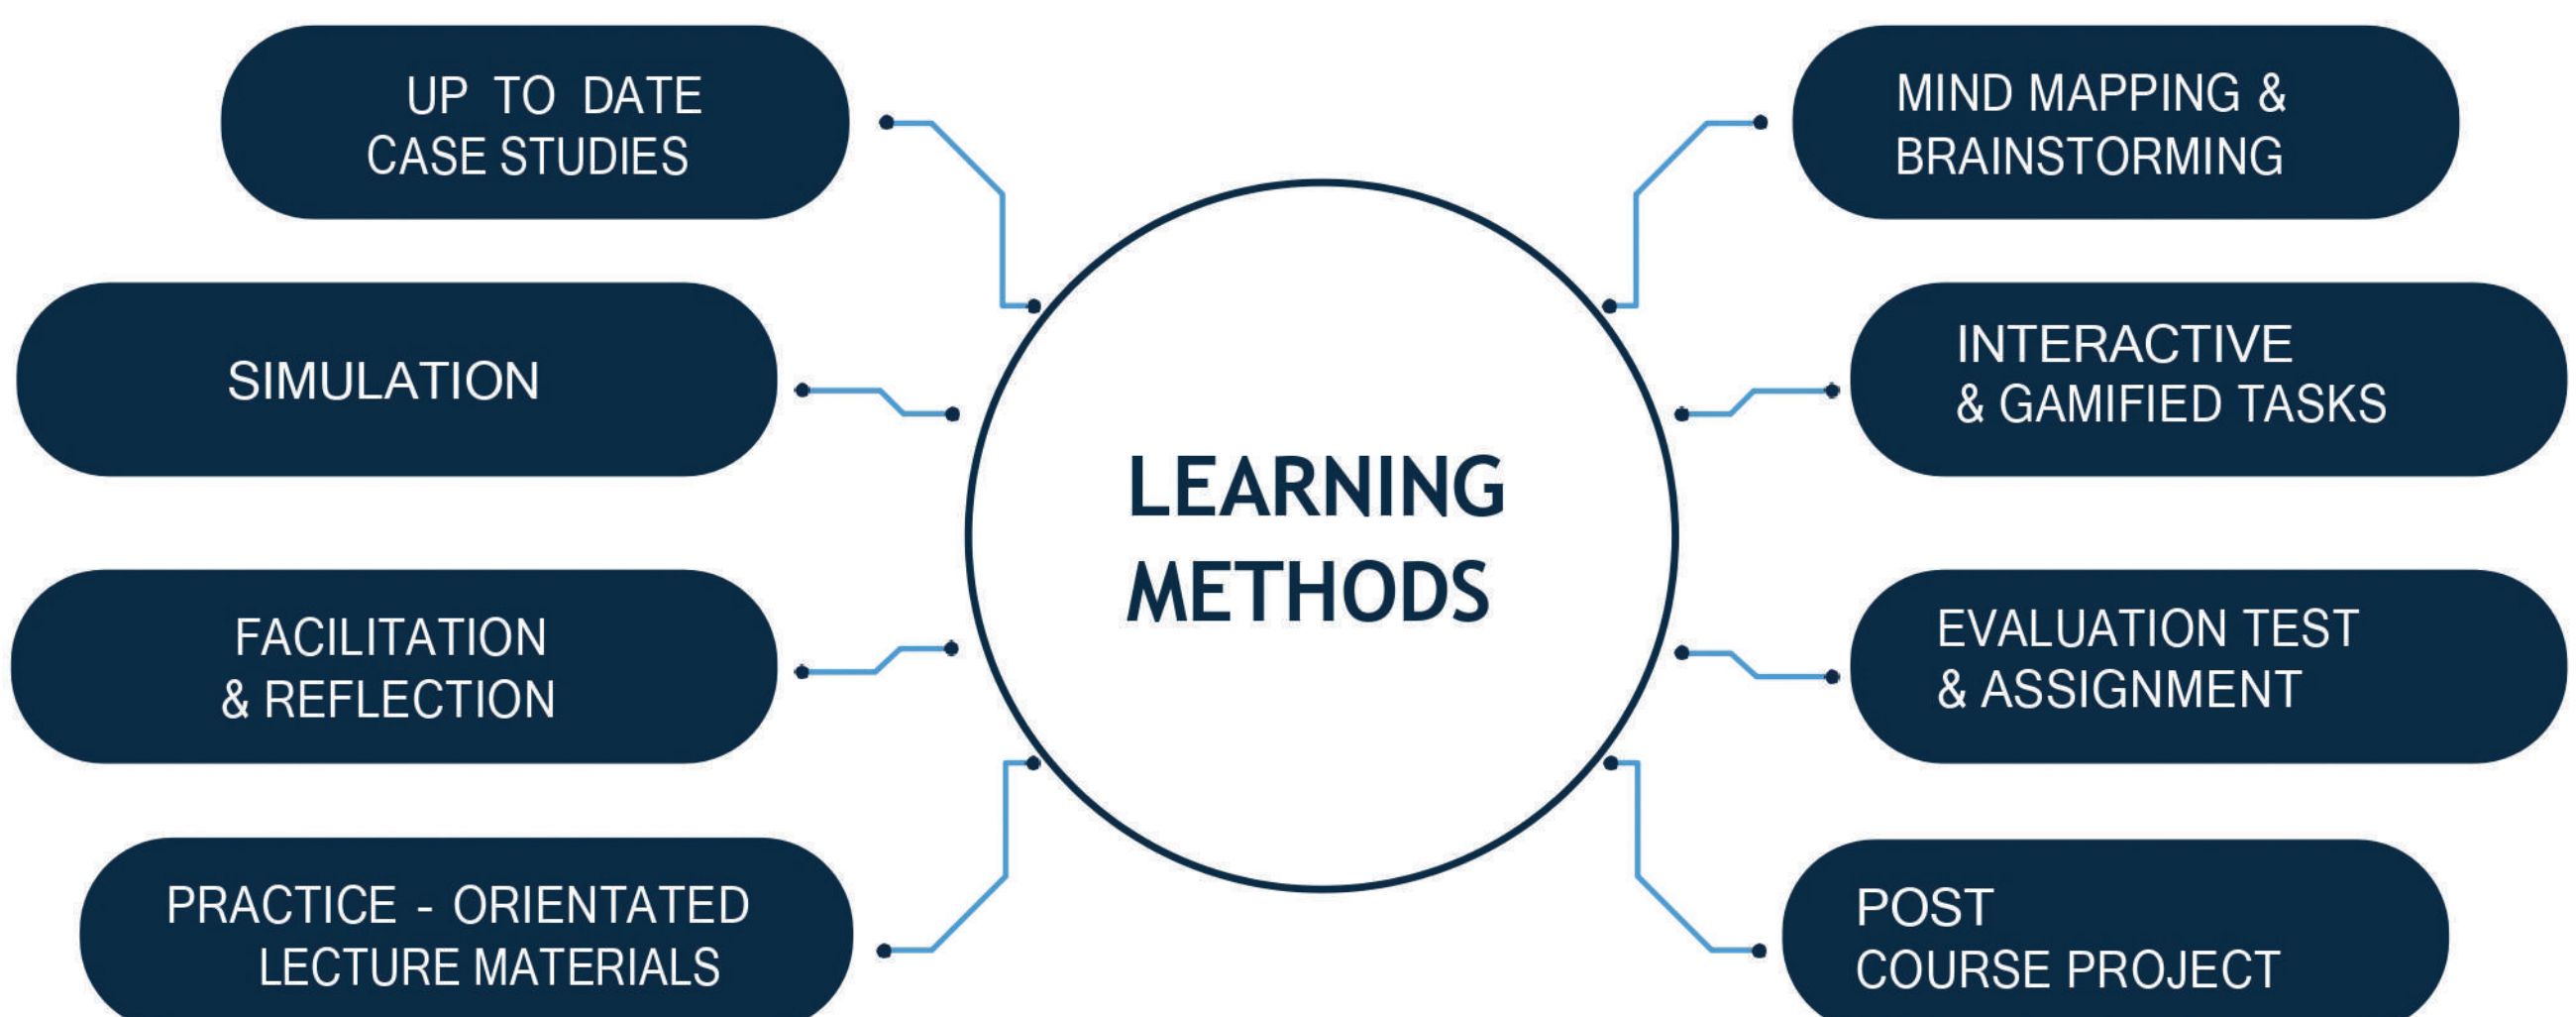 UP TO DATE
CASE STUDIES
SIMULATION
FACILITATION
& REFLECTION
PRACTICE - ORIENTATED
LECTURE MATERIALS
LEARNING
METHODS
MIND MAPPING &
BRAINSTORMING
INTERACTIVE
& GAMIFIED TASKS
EVALUATION TEST
& ASSIGNMENT
POST
COURSE PROJECT